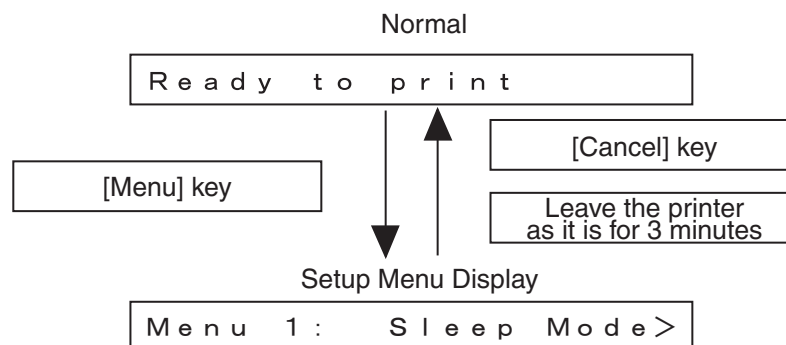 Normal
Ready to print
[Cancel] key
[Menu] key
Leave the printer
as it is for 3 minutes
Setup Menu Display
Menu 1: Sleep Mode>